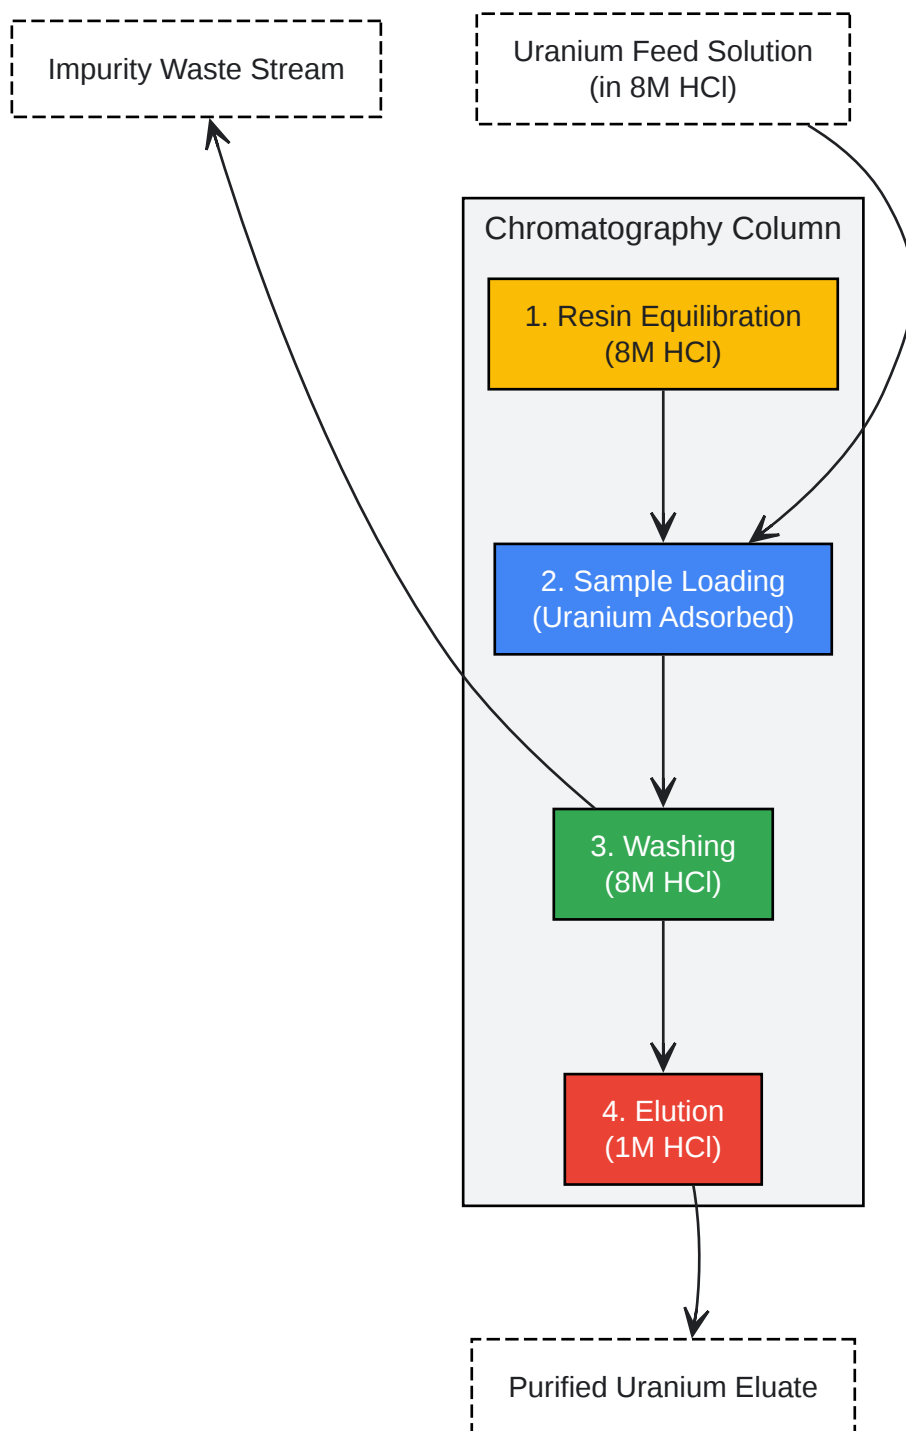 Impurity Waste Stream
Uranium Feed Solution
(in 8M HCl)
Chromatography Column
1. Resin Equilibration
(8M HCl)
2. Sample Loading
(Uranium Adsorbed)
3. Washing
(8M HCl)
4. Elution
(1M HCl)
Purified Uranium Eluate